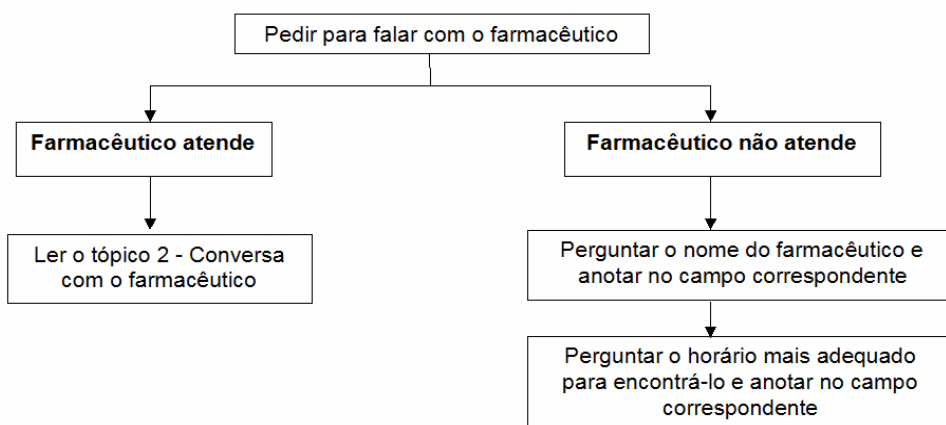 Pedir para falar com o farmacêutico
Farmacêutico atende
Farmacêutico não atende
Ler o tópico 2 - Conversa
com o farmacêutico
Perguntar o nome do farmacêutico e
anotar no campo correspondente
Perguntar o horário mais adequado
para encontrá-lo e anotar no campo
correspondente